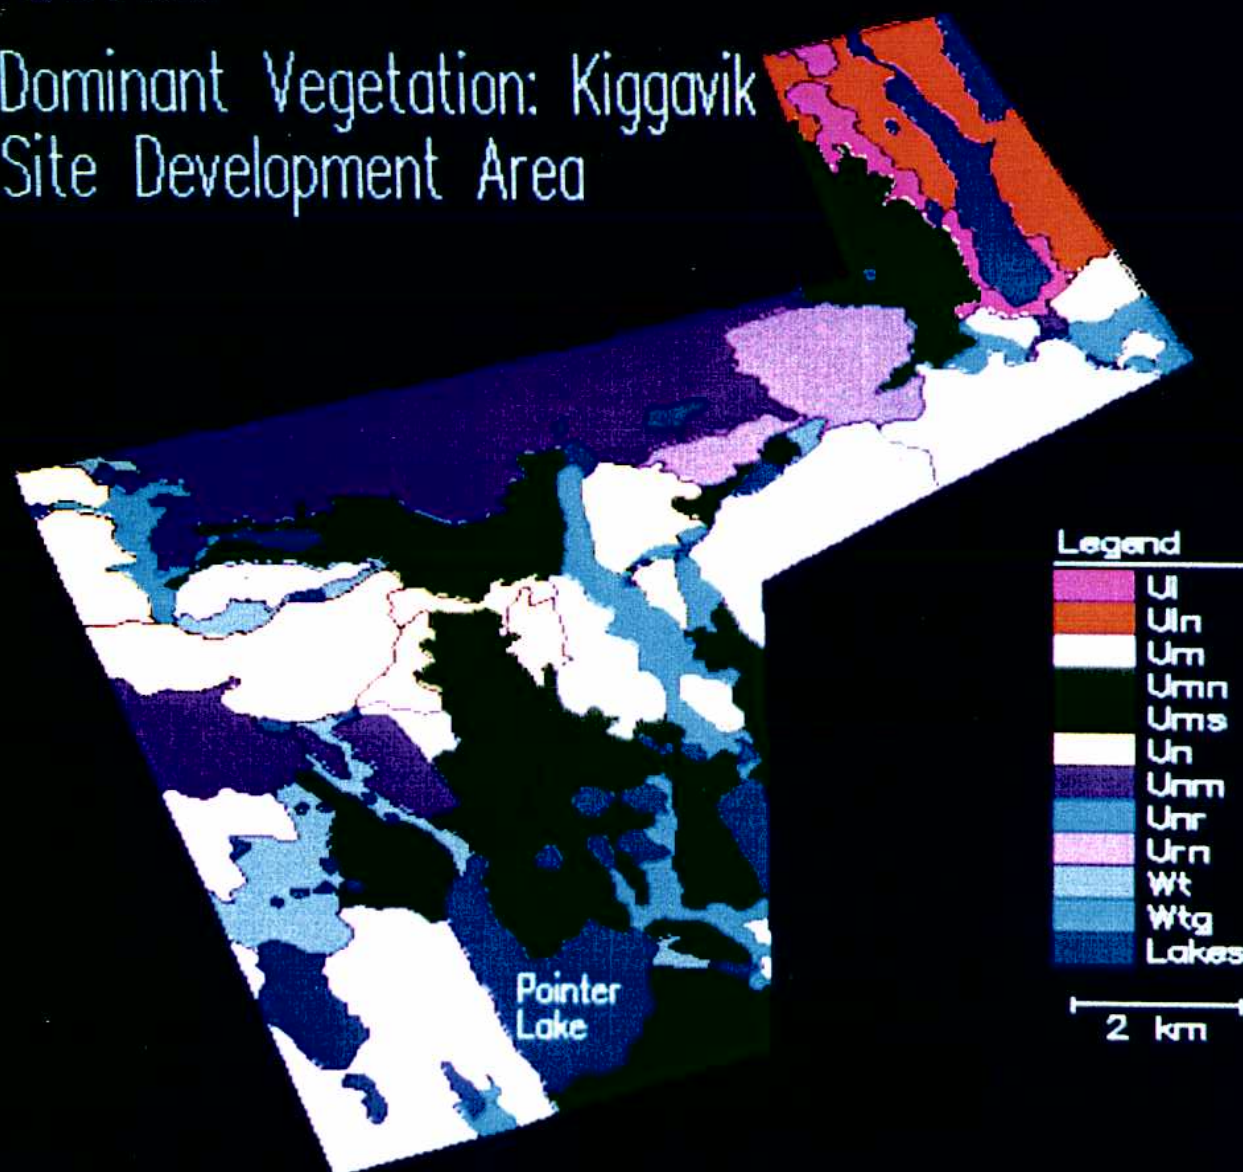 Dominant Vegetation: Kiggavik
Site Development Area
Legend
Ul
Uln
Um
Umn
Ums
Un
Unm
Unr
Urn
Wt
Wtg
Lakes
2 km
Pointer
Lake